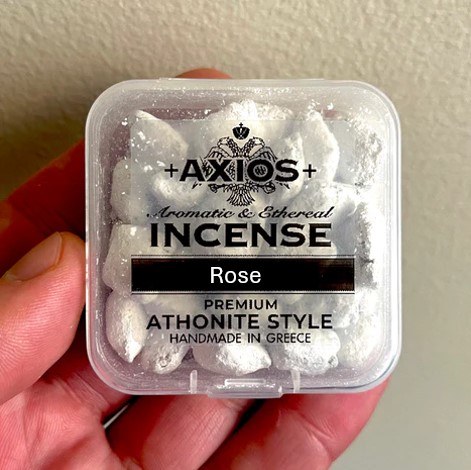 +AXIOS+
Aromatic & Ethereal
INCENSE
Rose
PREMIUM
ATHONITE STYLE
HANDMADE IN GREECE